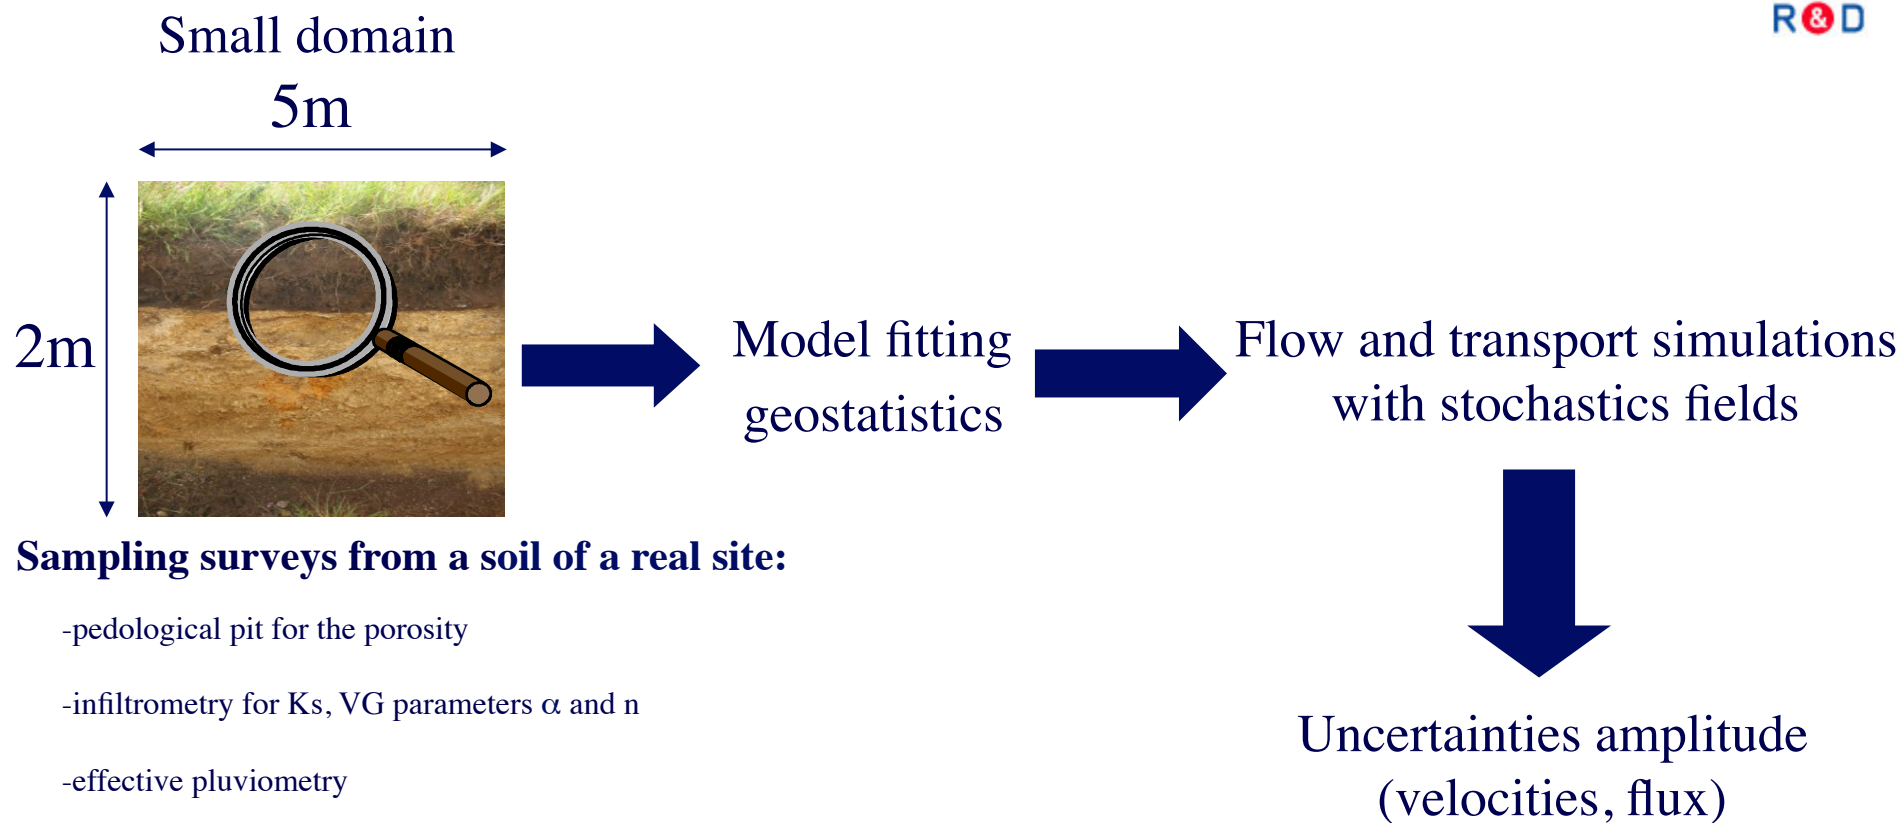 R&D
Small domain
5m
2m
Model fitting
geostatistics
Flow and transport simulations
with stochastics fields
Sampling surveys from a soil of a real site:
-pedological pit for the porosity
-infiltrometry for Ks, VG parameters α and n
-effective pluviometry
Uncertainties amplitude
(velocities, flux)